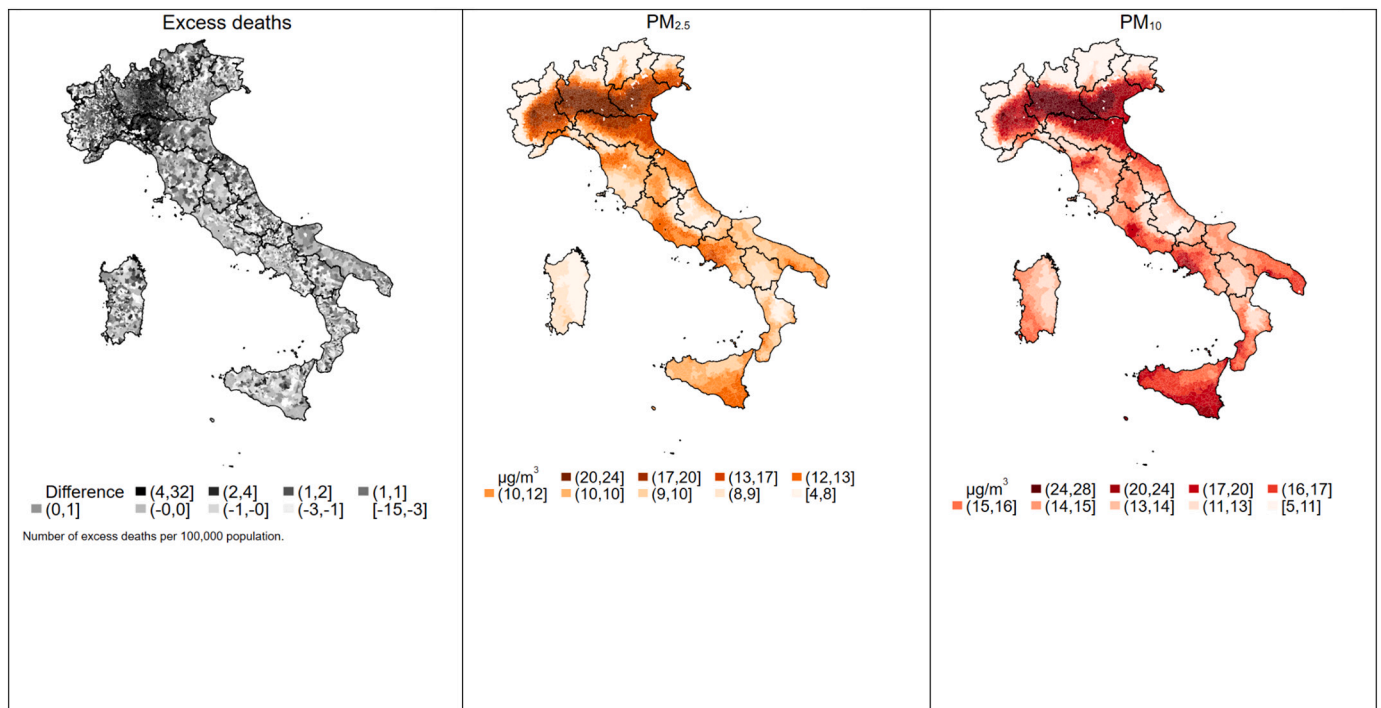 Excess deaths
Difference (4,32] (2,4] (1,2] (1,1]
(0,1] (-0,0] (-1,-0] (-3,-1] [-15,-3]
Number of excess deaths per 100,000 population.
PM₂.₅
µg/m³ (20,24] (17,20] (13,17] (12,13]
(10,12] (10,10] (9,10] (8,9] [4,8]
PM₁₀
µg/m³ (24,28] (20,24] (17,20] (16,17]
(15,16] (14,15] (13,14] (11,13] [5,11]